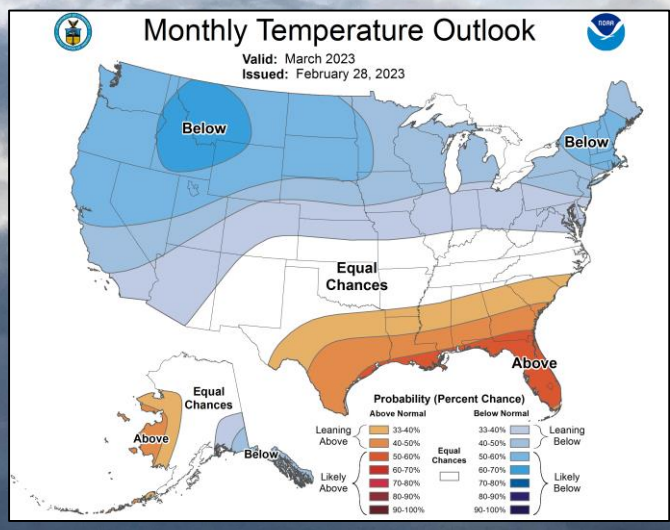 Monthly Temperature Outlook
NOAA
Valid: March 2023
Issued: February 28, 2023
Below
Below
Equal
Chances
Above
Equal
Chances
Above
Below
Probability (Percent Chance)
Above Normal
Below Normal
Leaning
Above
33-40%
40-50%
Likely
Above
50-60%
60-70%
70-80%
80-90%
90-100%
Equal
Chances
33-40%
40-50%
Leaning
Below
50-60%
60-70%
70-80%
80-90%
90-100%
Likely
Below